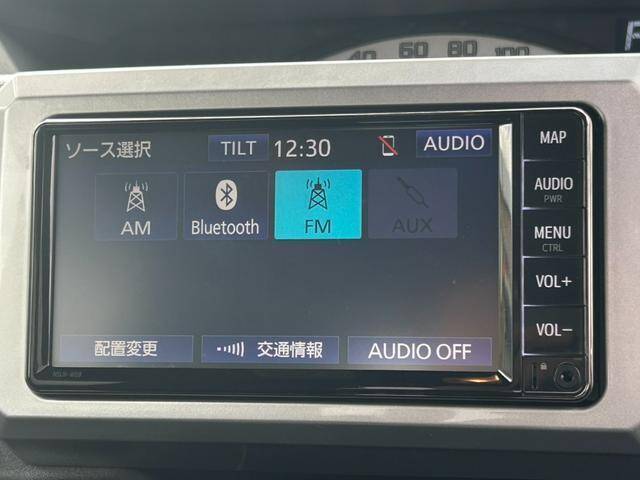 40 60 80 100
ソース選択 TILT 12:30 AUDIO
AM Bluetooth FM AUX
配置変更 交通情報 AUDIO OFF
MAP
AUDIO
PWR
MENU
CTRL
VOL+
VOL-